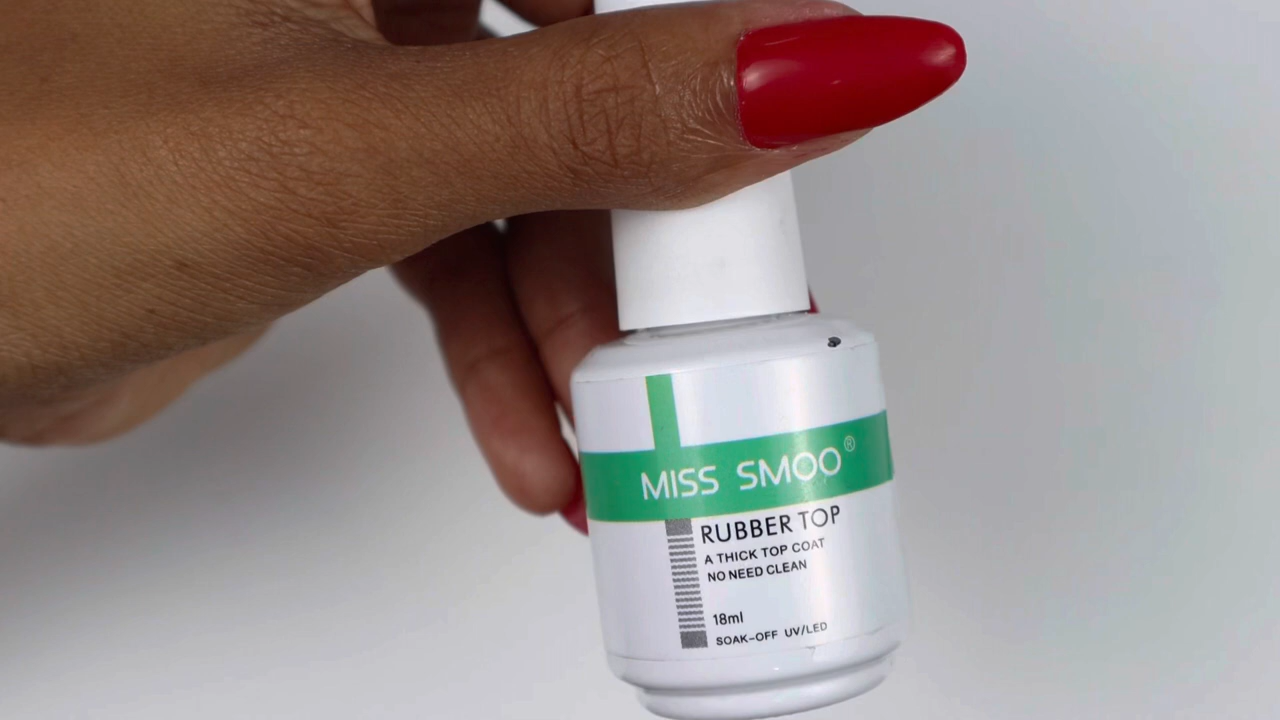 MISS SMOO®
RUBBER TOP
A THICK TOP COAT
NO NEED CLEAN
18ml
SOAK-OFF UV/LED